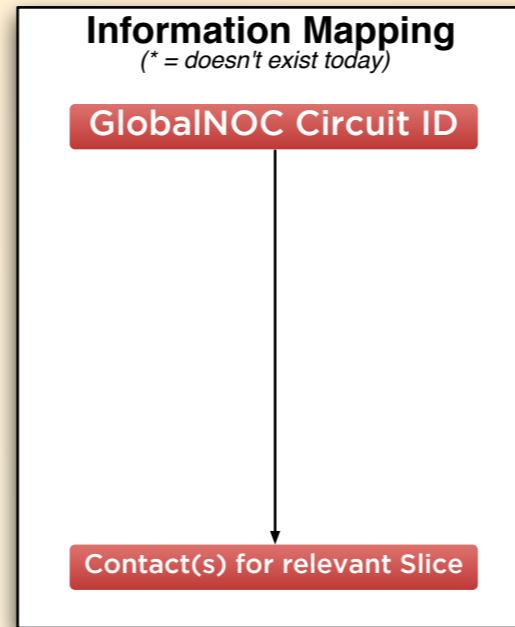 Information Mapping
(* = doesn't exist today)
GlobalNOC Circuit ID
Contact(s) for relevant Slice